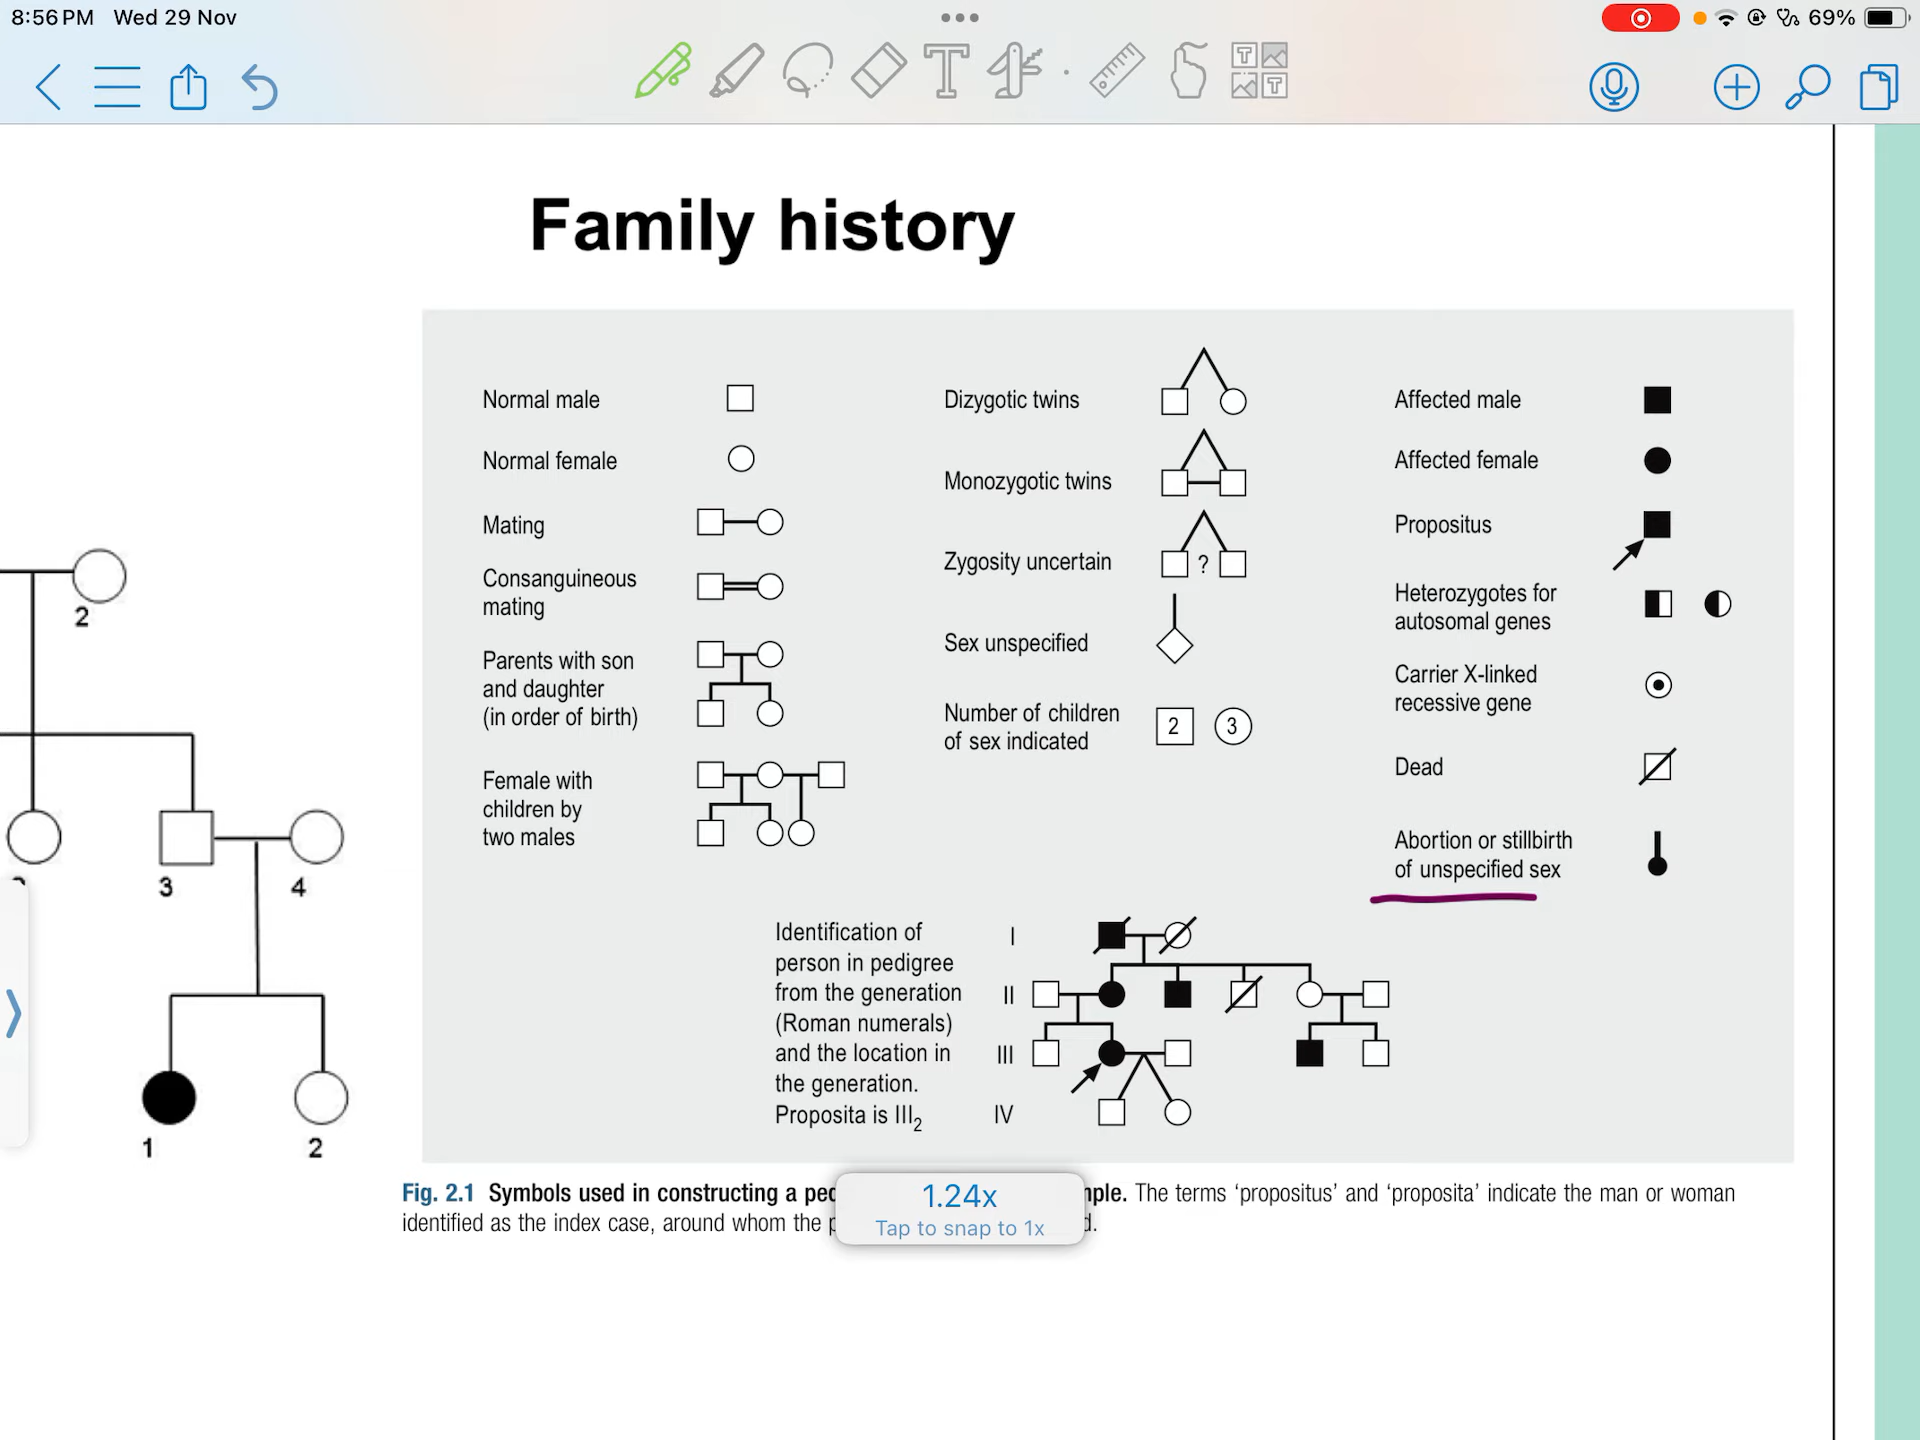 8:56 PM Wed 29 Nov
69%
Family history
Normal male
Normal female
Mating
Consanguineous
mating
Parents with son
and daughter
(in order of birth)
Female with
children by
two males
Dizygotic twins
Monozygotic twins
Zygosity uncertain
?
Sex unspecified
Number of children
of sex indicated
2 3
Affected male
Affected female
Propositus
Heterozygotes for
autosomal genes
Carrier X-linked
recessive gene
Dead
Abortion or stillbirth
of unspecified sex
2
3 4
1 2
Identification of
person in pedigree
from the generation
(Roman numerals)
and the location in
the generation.
Proposita is III2
I
II
III
IV
Fig. 2.1 Symbols used in constructing a The terms ‘propositus’ and ‘proposita’ indicate the man or woman
identified as the index case, around whom the
1.24x
Tap to snap to 1x